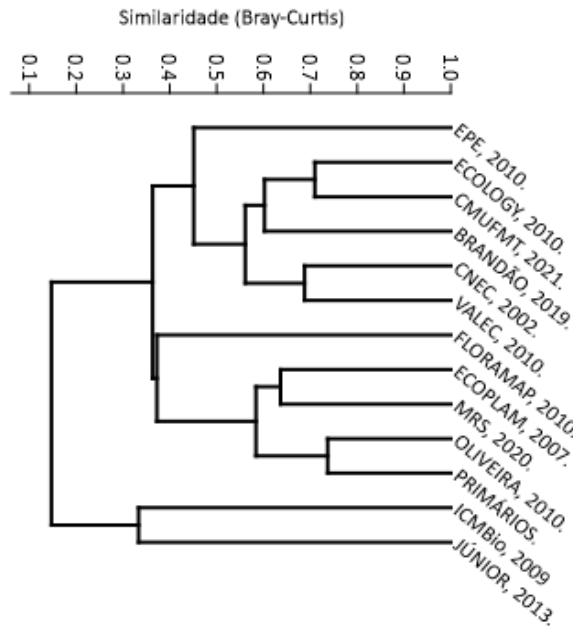 Similaridade (Bray-Curtis)
0.1
0.2
0.3
0.4
0.5
0.6
0.7
0.8
0.9
1.0
EPE, 2010.
ECOLOGY, 2010.
CMUFMT, 2021.
BRANDÃO, 2019.
CNEC, 2002.
VALEC, 2010.
FLORAMAP, 2010.
ECOPLAM, 2007.
MRS, 2020.
OLIVEIRA, 2010.
PRIMÁRIOS.
ICMBio, 2009
JÚNIOR, 2013.